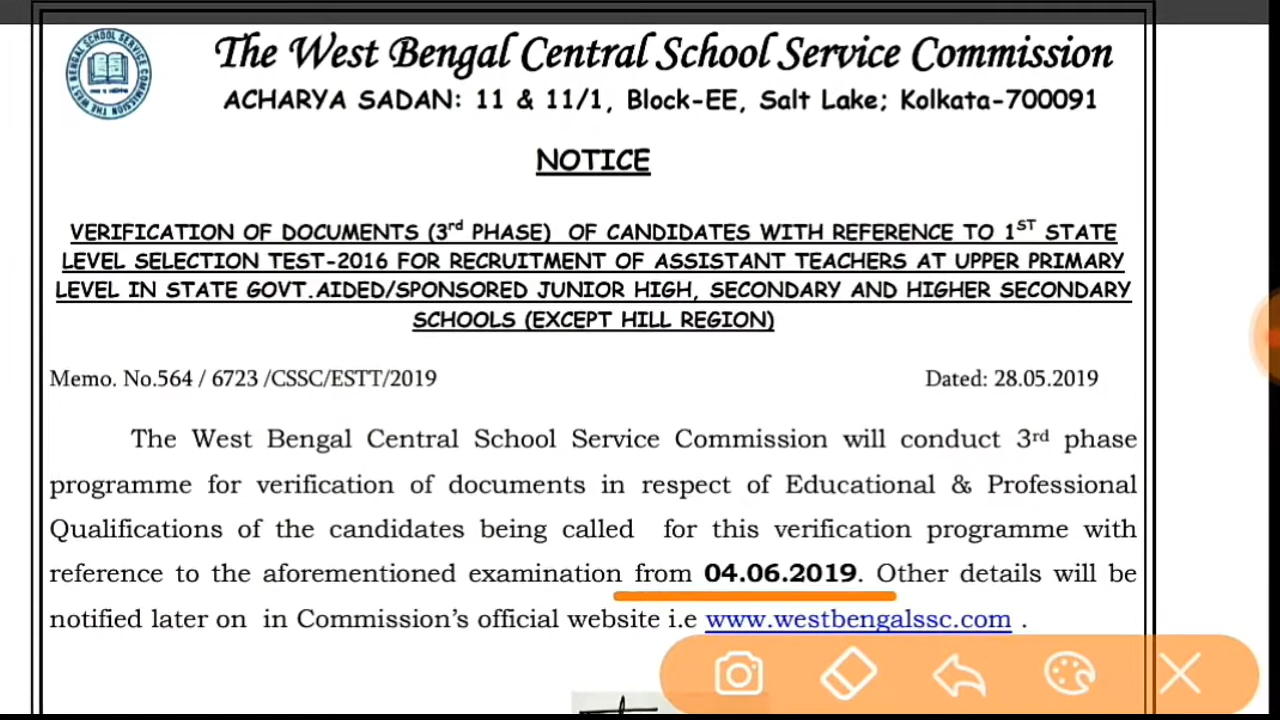 The West Bengal Central School Service Commission
ACHARYA SADAN: 11 & 11/1, Block-EE, Salt Lake; Kolkata-700091
NOTICE
VERIFICATION OF DOCUMENTS (3rd PHASE) OF CANDIDATES WITH REFERENCE TO 1ST STATE
LEVEL SELECTION TEST-2016 FOR RECRUITMENT OF ASSISTANT TEACHERS AT UPPER PRIMARY
LEVEL IN STATE GOVT.AIDED/SPONSORED JUNIOR HIGH, SECONDARY AND HIGHER SECONDARY
SCHOOLS (EXCEPT HILL REGION)
Memo. No.564 / 6723 /CSSC/ESTT/2019 Dated: 28.05.2019
The West Bengal Central School Service Commission will conduct 3rd phase
programme for verification of documents in respect of Educational & Professional
Qualifications of the candidates being called for this verification programme with
reference to the aforementioned examination from 04.06.2019. Other details will be
notified later on in Commission's official website i.e www.westbengalssc.com .